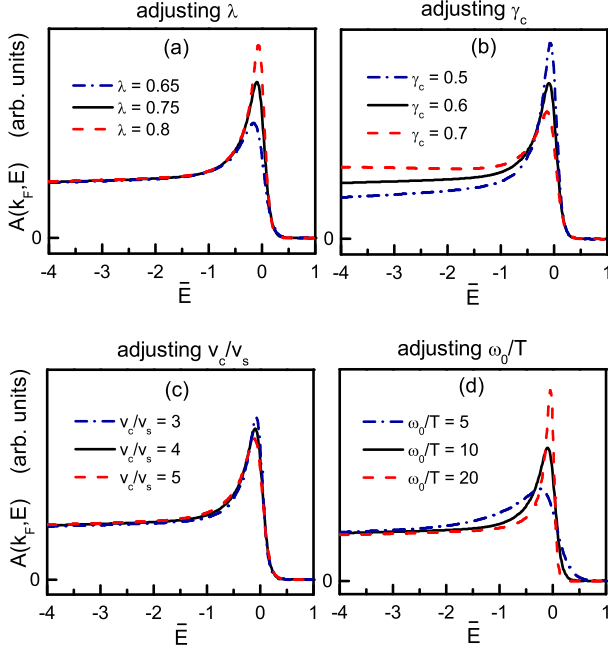 adjusting λ
(a)
λ = 0.65
λ = 0.75
λ = 0.8
A(k_F,E) (arb. units)
0
-4 -3 -2 -1 0 1
E̅
adjusting γ_c
(b)
γ_c = 0.5
γ_c = 0.6
γ_c = 0.7
0
-4 -3 -2 -1 0 1
E̅
adjusting v_c/v_s
(c)
v_c/v_s = 3
v_c/v_s = 4
v_c/v_s = 5
A(k_F,E) (arb. units)
0
-4 -3 -2 -1 0 1
E̅
adjusting ω_0/T
(d)
ω_0/T = 5
ω_0/T = 10
ω_0/T = 20
0
-4 -3 -2 -1 0 1
E̅